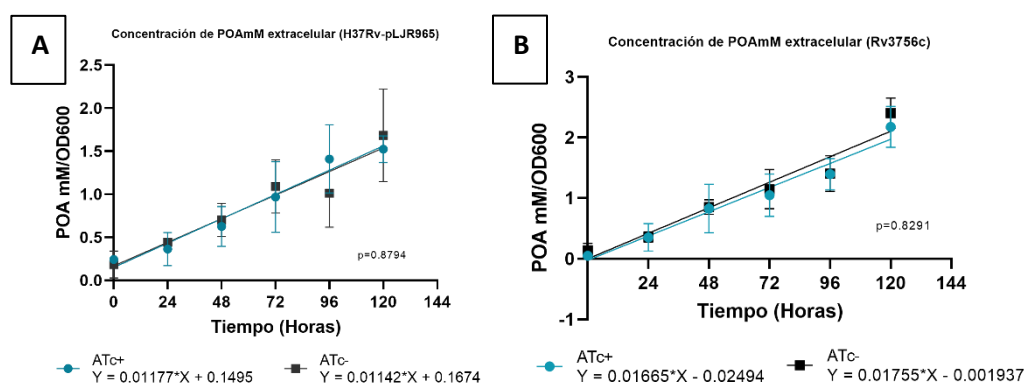 A
Concentración de POAmM extracelular (H37Rv-pLJR965)
POA mM/OD600
2.5
2.0
1.5
1.0
0.5
0.0
0 24 48 72 96 120 144
Tiempo (Horas)
p=0.8794
ATc+
Y = 0.01177*X + 0.1495
ATc-
Y = 0.01142*X + 0.1674
B
Concentración de POAmM extracelular (Rv3756c)
POA mM/OD600
3
2
1
0
-1
24 48 72 96 120 144
Tiempo (Horas)
p=0.8291
ATc+
Y = 0.01665*X - 0.02494
ATc-
Y = 0.01755*X - 0.001937